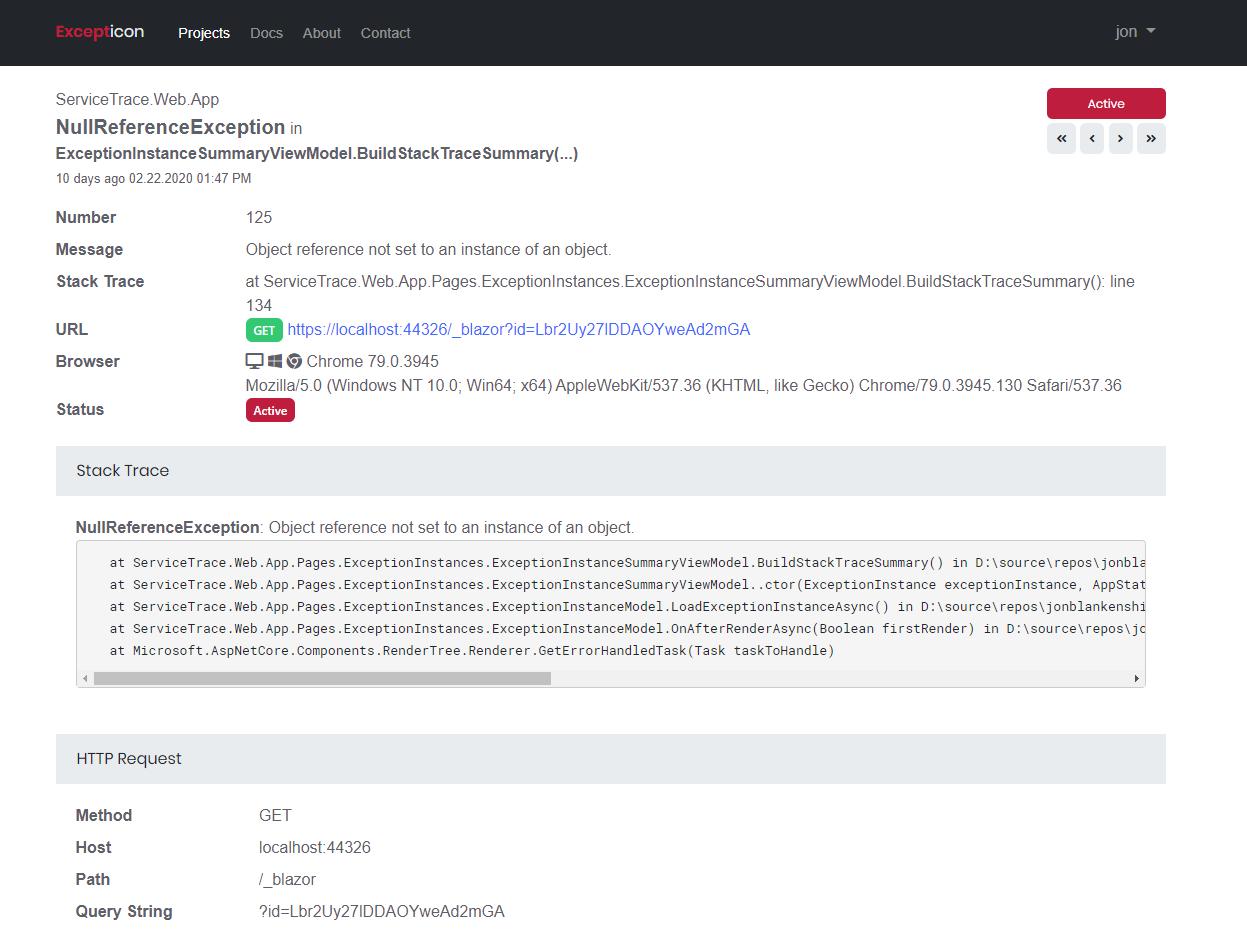 Excepticon Projects Docs About Contact jon
ServiceTrace.Web.App
Active
NullReferenceException in
ExceptionInstanceSummaryViewModel.BuildStackTraceSummary(...)
« ‹ › »
10 days ago 02.22.2020 01:47 PM
Number 125
Message Object reference not set to an instance of an object.
Stack Trace at ServiceTrace.Web.App.Pages.ExceptionInstances.ExceptionInstanceSummaryViewModel.BuildStackTraceSummary(): line
134
URL GET https://localhost:44326/_blazor?id=Lbr2Uy27lDDAOYweAd2mGA
Browser Chrome 79.0.3945
Mozilla/5.0 (Windows NT 10.0; Win64; x64) AppleWebKit/537.36 (KHTML, like Gecko) Chrome/79.0.3945.130 Safari/537.36
Status Active
Stack Trace
NullReferenceException: Object reference not set to an instance of an object.
at ServiceTrace.Web.App.Pages.ExceptionInstances.ExceptionInstanceSummaryViewModel.BuildStackTraceSummary() in D:\source\repos\jonbla
at ServiceTrace.Web.App.Pages.ExceptionInstances.ExceptionInstanceSummaryViewModel..ctor(ExceptionInstance exceptionInstance, AppStat
at ServiceTrace.Web.App.Pages.ExceptionInstances.ExceptionInstanceModel.LoadExceptionInstanceAsync() in D:\source\repos\jonblankenshi
at ServiceTrace.Web.App.Pages.ExceptionInstances.ExceptionInstanceModel.OnAfterRenderAsync(Boolean firstRender) in D:\source\repos\jo
at Microsoft.AspNetCore.Components.RenderTree.Renderer.GetErrorHandledTask(Task taskToHandle)
HTTP Request
Method GET
Host localhost:44326
Path /_blazor
Query String ?id=Lbr2Uy27lDDAOYweAd2mGA